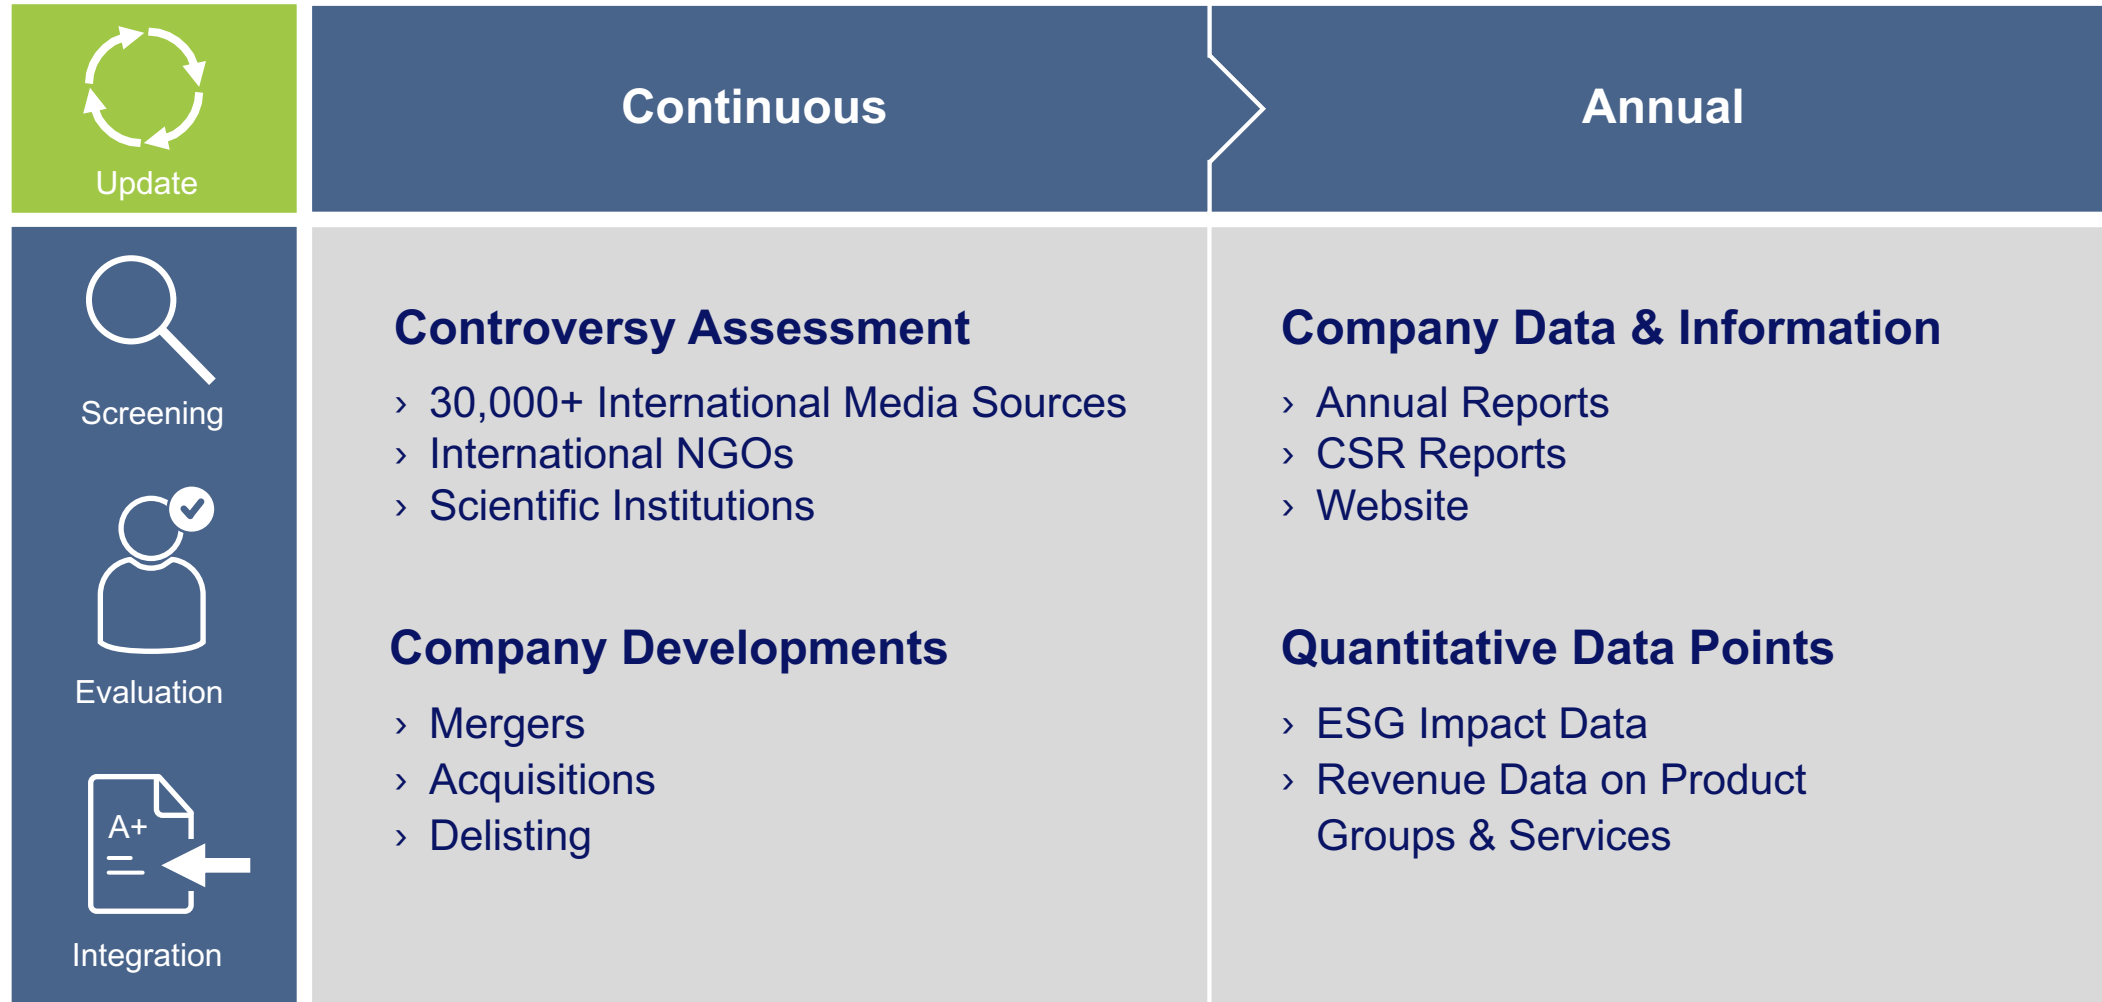 Update
Continuous
Annual
Screening
Evaluation
A+
Integration
Controversy Assessment
› 30,000+ International Media Sources
› International NGOs
› Scientific Institutions
Company Developments
› Mergers
› Acquisitions
› Delisting
Company Data & Information
› Annual Reports
› CSR Reports
› Website
Quantitative Data Points
› ESG Impact Data
› Revenue Data on Product
Groups & Services